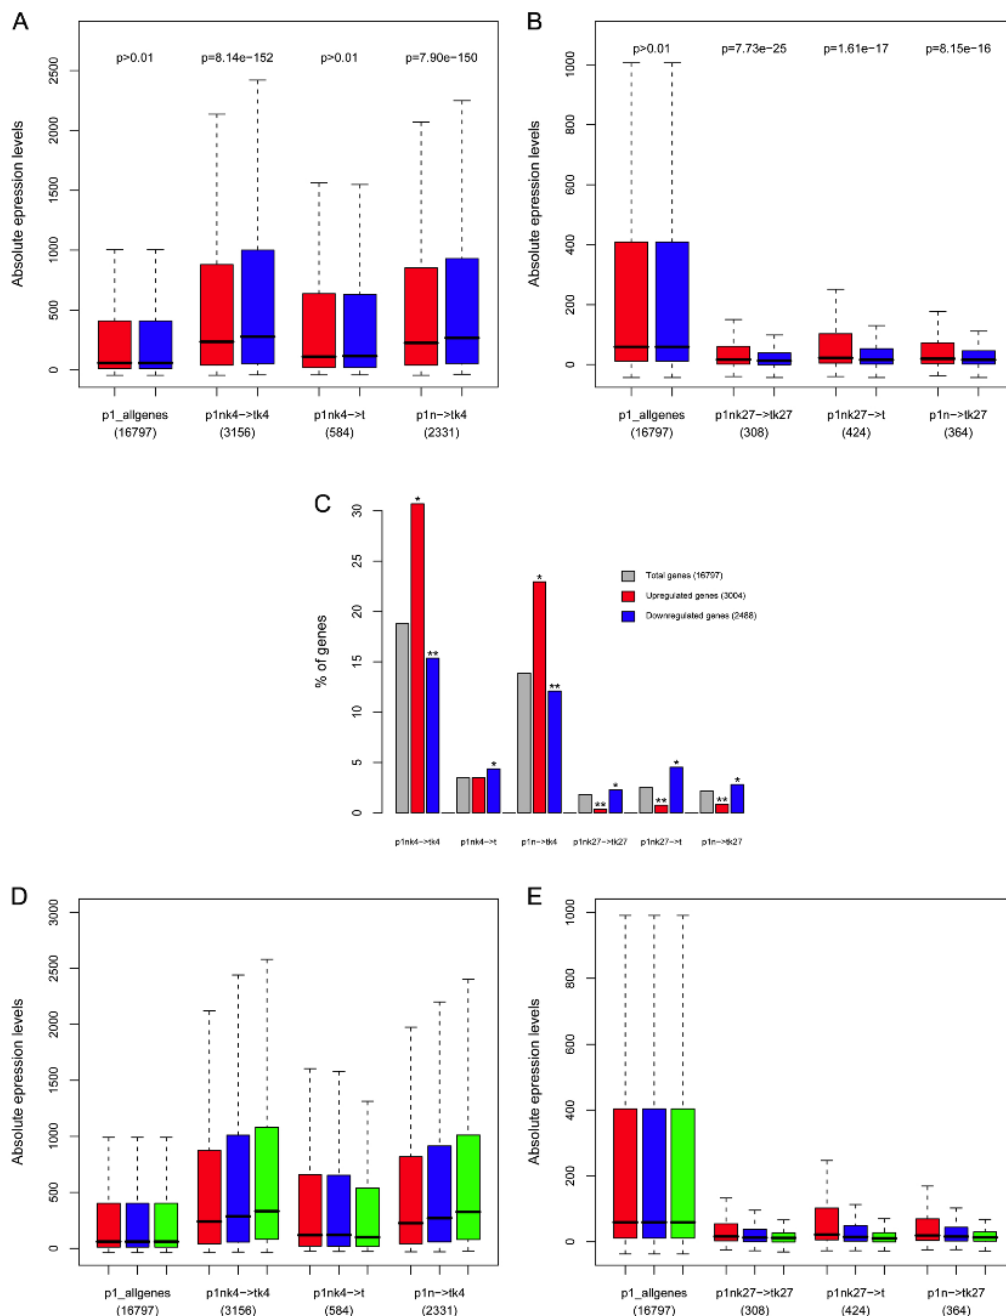 A
p>0.01
p=8.14e−152
p>0.01
p=7.90e−150
Absolute epression levels
2500
2000
1500
1000
500
0
p1_allgenes
p1nk4−>tk4
p1nk4−>t
p1n−>tk4
(16797)
(3156)
(584)
(2331)
B
p>0.01
p=7.73e−25
p=1.61e−17
p=8.15e−16
Absolute epression levels
1000
800
600
400
200
0
p1_allgenes
p1nk27−>tk27
p1nk27−>t
p1n−>tk27
(16797)
(308)
(424)
(364)
C
% of genes
30
25
20
15
10
5
0
*
**
*
*
**
**
*
**
*
**
*
Total genes (16797)
Upregulated genes (3004)
Downregulated genes (2488)
p1nk4−>tk4
p1nk4−>t
p1n−>tk4
p1nk27−>tk27
p1nk27−>t
p1n−>tk27
D
Absolute epression levels
3000
2500
2000
1500
1000
500
0
p1_allgenes
p1nk4−>tk4
p1nk4−>t
p1n−>tk4
(16797)
(3156)
(584)
(2331)
E
Absolute epression levels
1000
800
600
400
200
0
p1_allgenes
p1nk27−>tk27
p1nk27−>t
p1n−>tk27
(16797)
(308)
(424)
(364)